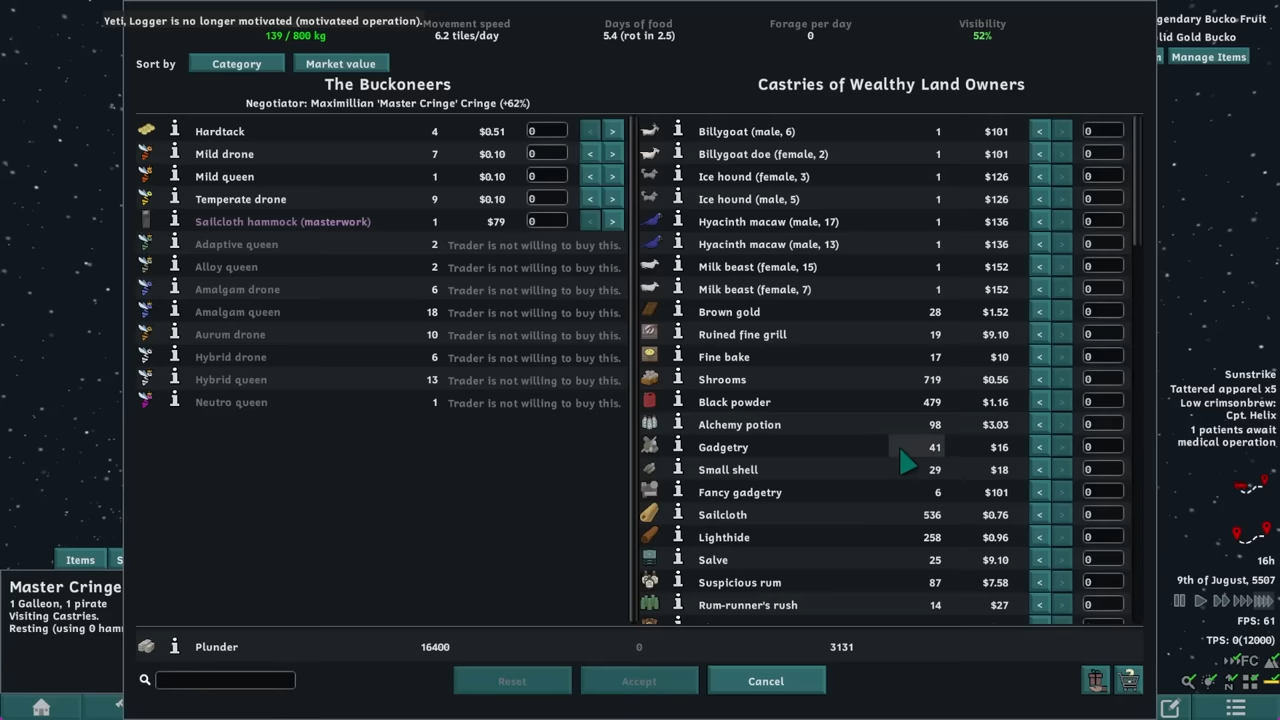 Yeti, Logger is no longer motivated (motivateed operation).
139 / 800 kg
Movement speed
6.2 tiles/day
Days of food
5.4 (rot in 2.5)
Forage per day
0
Visibility
52%
egendary Bucko Fruit
lid Gold Bucko
Manage Items
Sort by
Category
Market value
The Buckoneers
Negotiator: Maximillian 'Master Cringe' Cringe (+62%)
Castries of Wealthy Land Owners
Hardtack 4 $0.51 0 < >
Mild drone 7 $0.10 0 < >
Mild queen 1 $0.10 0 < >
Temperate drone 9 $0.10 0 < >
Sailcloth hammock (masterwork) 1 $79 0 < >
Adaptive queen 2 Trader is not willing to buy this.
Alloy queen 2 Trader is not willing to buy this.
Amalgam drone 6 Trader is not willing to buy this.
Amalgam queen 18 Trader is not willing to buy this.
Aurum drone 10 Trader is not willing to buy this.
Hybrid drone 6 Trader is not willing to buy this.
Hybrid queen 13 Trader is not willing to buy this.
Neutro queen 1 Trader is not willing to buy this.
Billygoat (male, 6) 1 $101 < > 0
Billygoat doe (female, 2) 1 $101 < > 0
Ice hound (female, 3) 1 $126 < > 0
Ice hound (male, 5) 1 $126 < > 0
Hyacinth macaw (male, 17) 1 $136 < > 0
Hyacinth macaw (male, 13) 1 $136 < > 0
Milk beast (female, 15) 1 $152 < > 0
Milk beast (female, 7) 1 $152 < > 0
Brown gold 28 $1.52 < > 0
Ruined fine grill 19 $9.10 < > 0
Fine bake 17 $10 < > 0
Shrooms 719 $0.56 < > 0
Black powder 479 $1.16 < > 0
Alchemy potion 98 $3.03 < > 0
Gadgetry 41 $16 < > 0
Small shell 29 $18 < > 0
Fancy gadgetry 6 $101 < > 0
Sailcloth 536 $0.76 < > 0
Lighthide 258 $0.96 < > 0
Salve 25 $9.10 < > 0
Suspicious rum 87 $7.58 < > 0
Rum-runner's rush 14 $27 < > 0
Plunder 16400 0 3131
Reset
Accept
Cancel
Items
S
Master Cringe
1 Galleon, 1 pirate
Visiting Castries.
Resting (using 0 hamm
Sunstrike
Tattered apparel x5
Low crimsonbrew:
Cpt. Helix
1 patients await
medical operation
16h
9th of August, 5507
FPS: 61
TPS: 0(12000)
FC